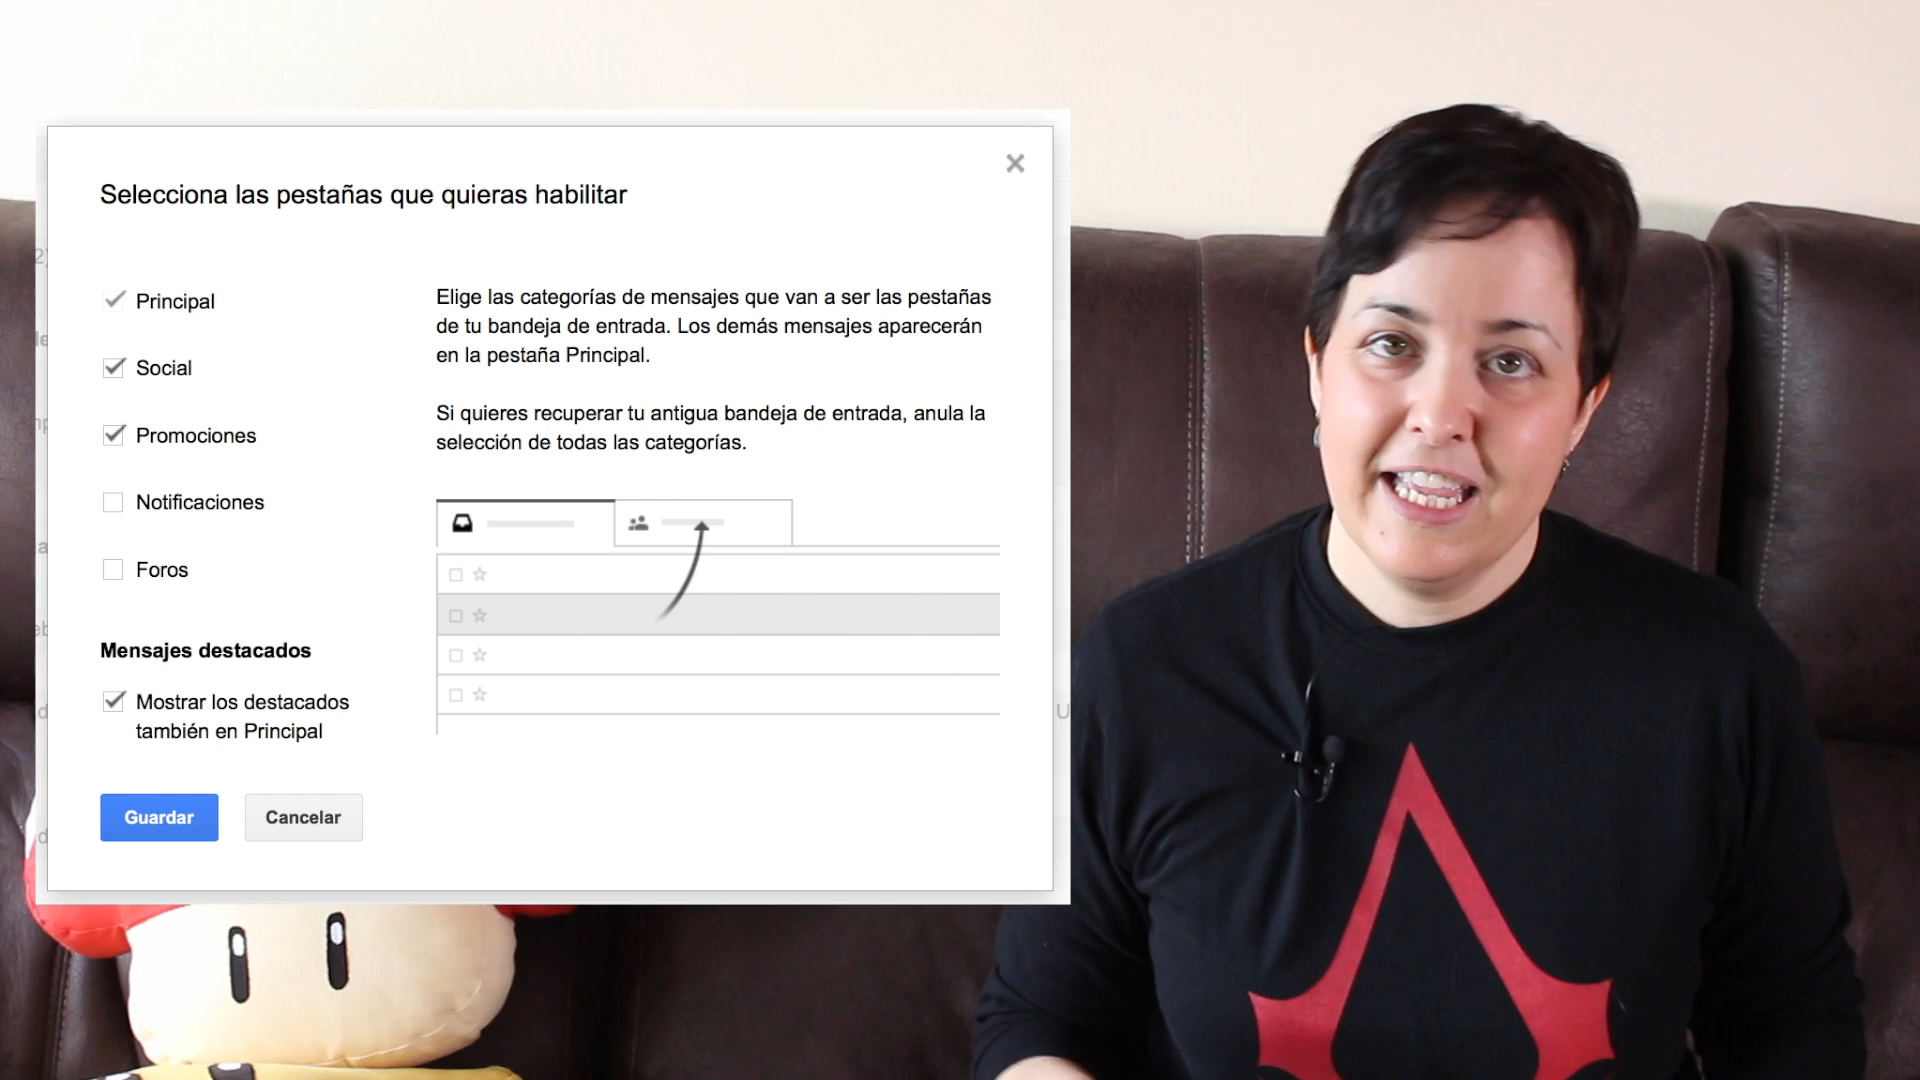 Selecciona las pestañas que quieras habilitar
Principal
Social
Promociones
Notificaciones
Foros
Mensajes destacados
Mostrar los destacados
también en Principal
Guardar
Cancelar
Elige las categorías de mensajes que van a ser las pestañas
de tu bandeja de entrada. Los demás mensajes aparecerán
en la pestaña Principal.
Si quieres recuperar tu antigua bandeja de entrada, anula la
selección de todas las categorías.